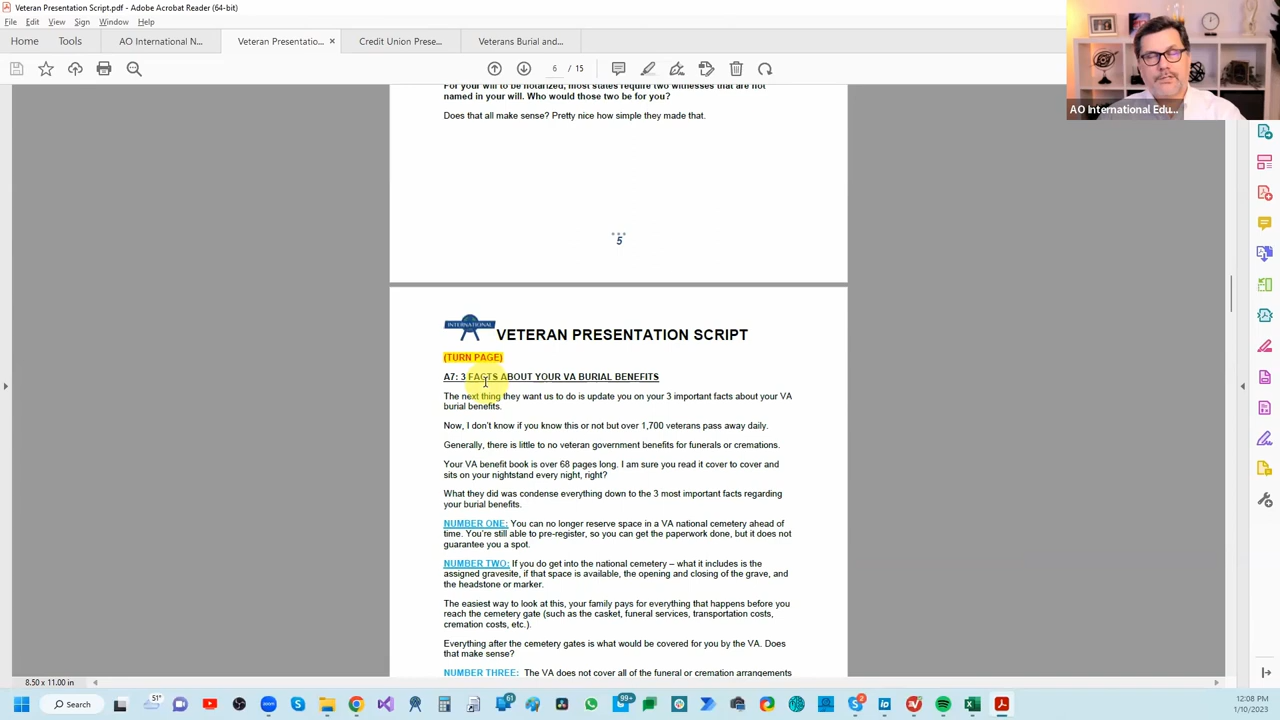 Veteran Presentation Script.pdf - Adobe Acrobat Reader (64-bit)
File Edit View Sign Window Help
Home Tools AO International N... Veteran Presentatio... × Credit Union Prese... Veterans Burial and...
6 / 15
AO International Edu...
For your will to be notarized, most states require two witnesses that are not
named in your will. Who would those two be for you?
Does that all make sense? Pretty nice how simple they made that.
5
INTERNATIONAL
VETERAN PRESENTATION SCRIPT
(TURN PAGE)
A7: 3 FACTS ABOUT YOUR VA BURIAL BENEFITS
The next thing they want us to do is update you on your 3 important facts about your VA
burial benefits.
Now, I don't know if you know this or not but over 1,700 veterans pass away daily.
Generally, there is little to no veteran government benefits for funerals or cremations.
Your VA benefit book is over 68 pages long. I am sure you read it cover to cover and
sits on your nightstand every night, right?
What they did was condense everything down to the 3 most important facts regarding
your burial benefits.
NUMBER ONE: You can no longer reserve space in a VA national cemetery ahead of
time. You're still able to pre-register, so you can get the paperwork done, but it does not
guarantee you a spot.
NUMBER TWO: If you do get into the national cemetery – what it includes is the
assigned gravesite, if that space is available, the opening and closing of the grave, and
the headstone or marker.
The easiest way to look at this, your family pays for everything that happens before you
reach the cemetery gate (such as the casket, funeral services, transportation costs,
cremation costs, etc.).
Everything after the cemetery gates is what would be covered for you by the VA. Does
that make sense?
NUMBER THREE: The VA does not cover all of the funeral or cremation arrangements
8.50 x 11.00 in
Search
51°
61
99+
2
12:08 PM
1/10/2023